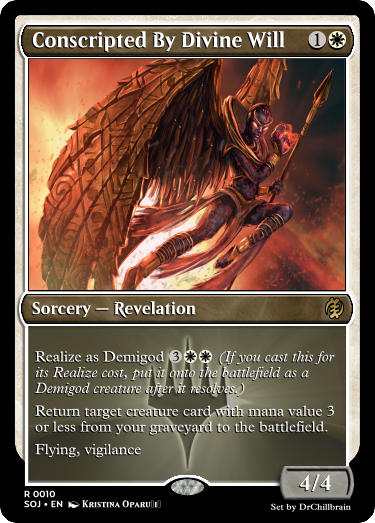 Conscripted By Divine Will 1
Sorcery — Revelation
Realize as Demigod 3 (If you cast this for
its Realize cost, put it onto the battlefield as a
Demigod creature after it resolves.)
Return target creature card with mana value 3
or less from your graveyard to the battlefield.
Flying, vigilance
4/4
R 0010
SOJ • EN Kristina Oparu▯i▯
Set by DrChillbrain